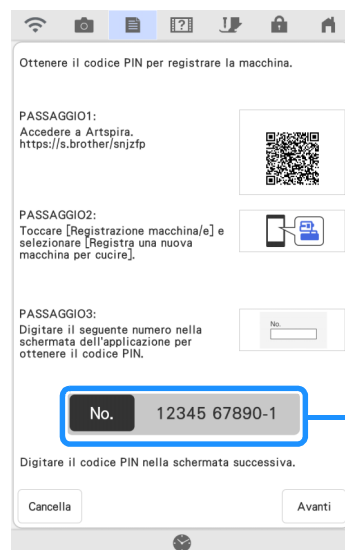 Ottenere il codice PIN per registrare la macchina.
PASSAGGIO1:
Accedere a Artspira.
https://s.brother/snjzfp
PASSAGGIO2:
Toccare [Registrazione macchina/e] e
selezionare [Registra una nuova
macchina per cucire].
PASSAGGIO3:
Digitare il seguente numero nella
schermata dell'applicazione per
ottenere il codice PIN.
No.
No. 12345 67890-1
Digitare il codice PIN nella schermata successiva.
Cancella Avanti